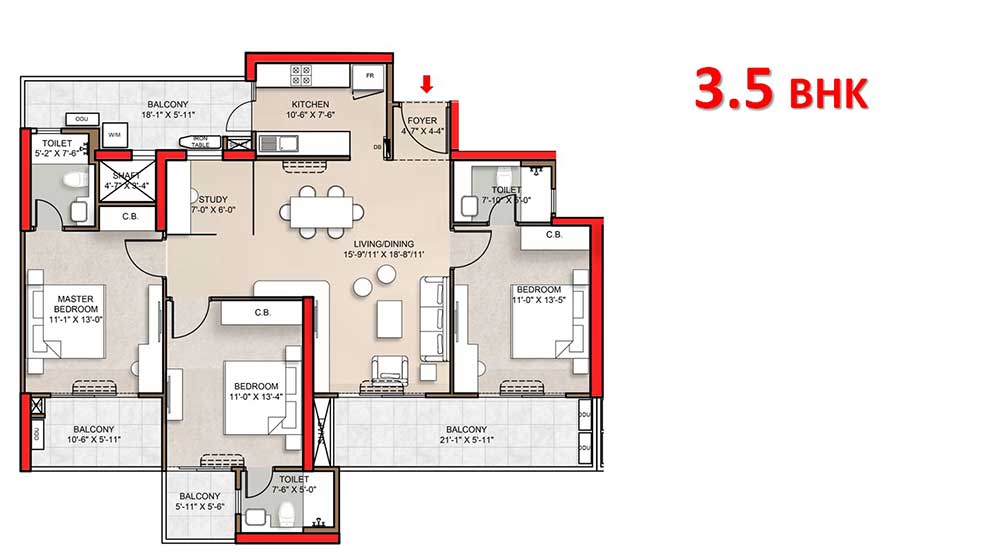 3.5 BHK
BALCONY
18'-1" X 5'-11"
KITCHEN
10'-6" X 7'-6"
FR
FOYER
4'-7" X 4'-4"
DB
ODU
W/M
IRON
TABLE
TOILET
5'-2" X 7'-6"
SHAFT
4'-7" X 3'-4"
C.B.
STUDY
7'-0" X 6'-0"
TOILET
7'-10" X 5'-0"
C.B.
LIVING/DINING
15'-9"/11' X 18'-8"/11'
MASTER
BEDROOM
11'-1" X 13'-0"
C.B.
BEDROOM
11'-0" X 13'-5"
BEDROOM
11'-0" X 13'-4"
ODU
BALCONY
10'-6" X 5'-11"
SHAFT
BALCONY
21'-1" X 5'-11"
ODU
ODU
BALCONY
5'-11" X 5'-6"
TOILET
7'-6" X 5'-0"